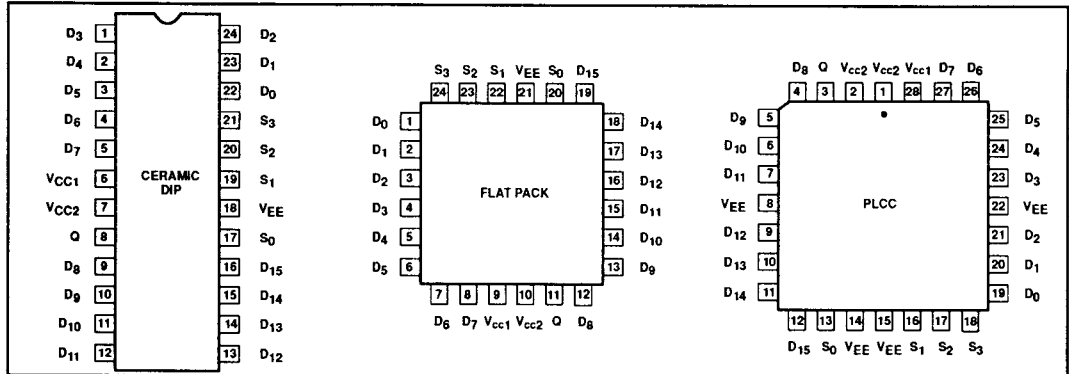 D3 1 24 D2
D4 2 23 D1
D5 3 22 D0
D6 4 21 S3
D7 5 20 S2
VCC1 6 19 S1
VCC2 7 18 VEE
Q 8 17 S0
D8 9 16 D15
D9 10 15 D14
D10 11 14 D13
D11 12 13 D12
CERAMIC
DIP
S3 S2 S1 VEE S0 D15
24 23 22 21 20 19
D0 1 18 D14
D1 2 17 D13
D2 3 16 D12
D3 4 15 D11
D4 5 14 D10
D5 6 13 D9
FLAT PACK
7 8 9 10 11 12
D6 D7 Vcc1 Vcc2 Q D8
D8 Q Vcc2 Vcc2 Vcc1 D7 D6
4 3 2 1 28 27 26
D9 5 25 D5
D10 6 24 D4
D11 7 23 D3
VEE 8 22 VEE
D12 9 21 D2
D13 10 20 D1
D14 11 19 D0
PLCC
12 13 14 15 16 17 18
D15 S0 VEE VEE S1 S2 S3